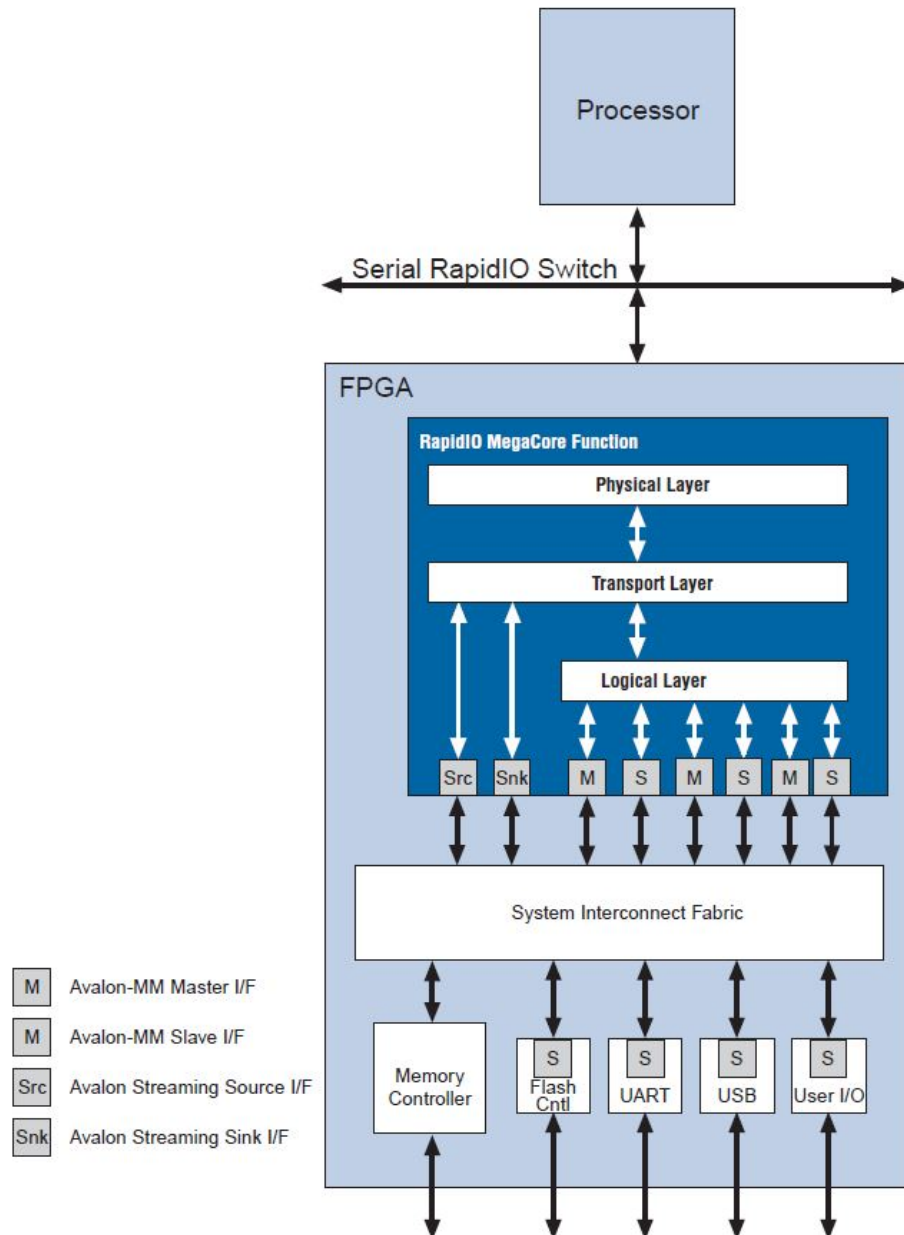 Processor
Serial RapidIO Switch
FPGA
RapidIO MegaCore Function
Physical Layer
Transport Layer
Logical Layer
Src
Snk
M
S
M
S
M
S
System Interconnect Fabric
M
Avalon-MM Master I/F
M
Avalon-MM Slave I/F
Src
Avalon Streaming Source I/F
Snk
Avalon Streaming Sink I/F
Memory
Controller
S
Flash
Cntl
S
UART
S
USB
S
User I/O